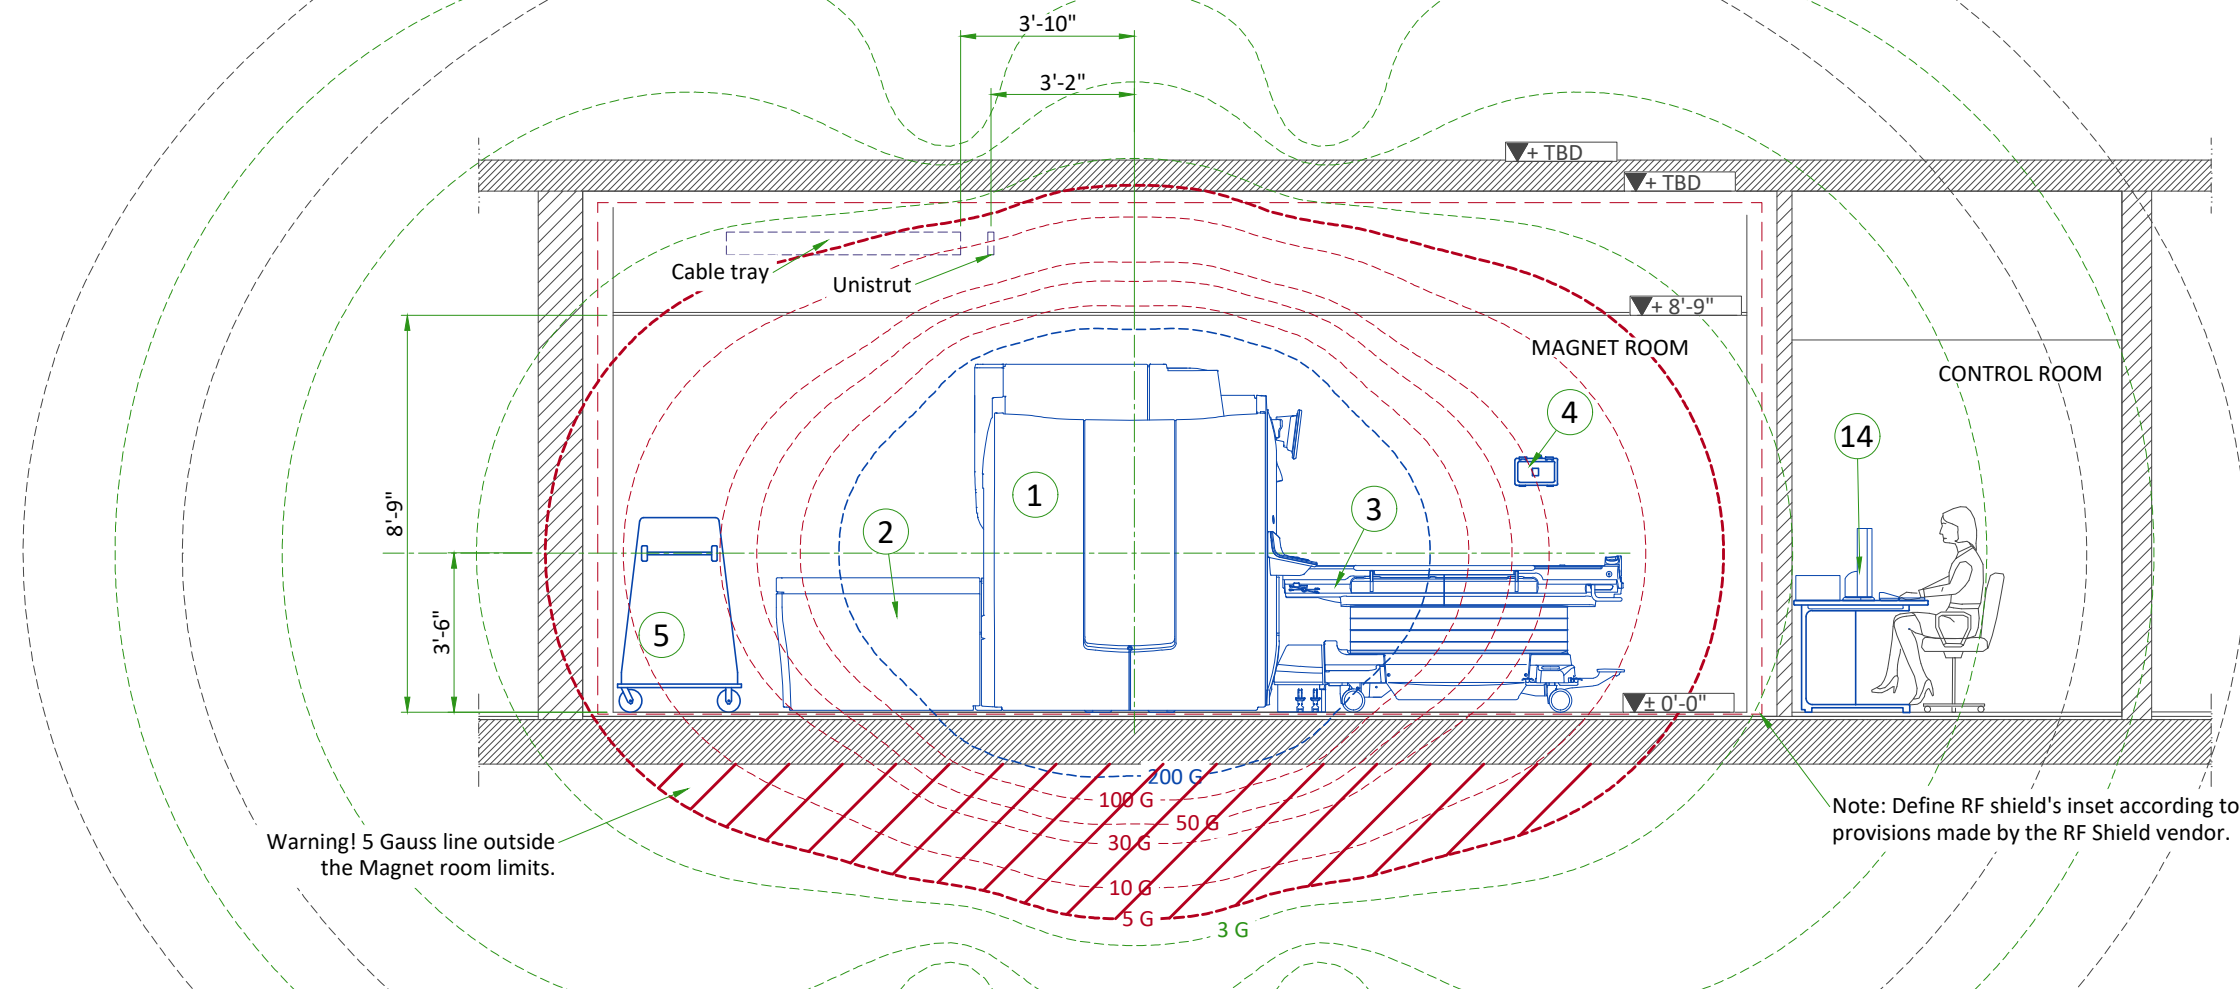 3'-10"
3'-2"
+ TBD
+ TBD
Cable tray
Unistrut
+ 8'-9"
MAGNET ROOM
CONTROL ROOM
4
14
1
3
2
5
8'-9"
3'-6"
± 0'-0"
200 G
100 G
50 G
30 G
10 G
5 G
3 G
Warning! 5 Gauss line outside
the Magnet room limits.
Note: Define RF shield's inset according to
provisions made by the RF Shield vendor.